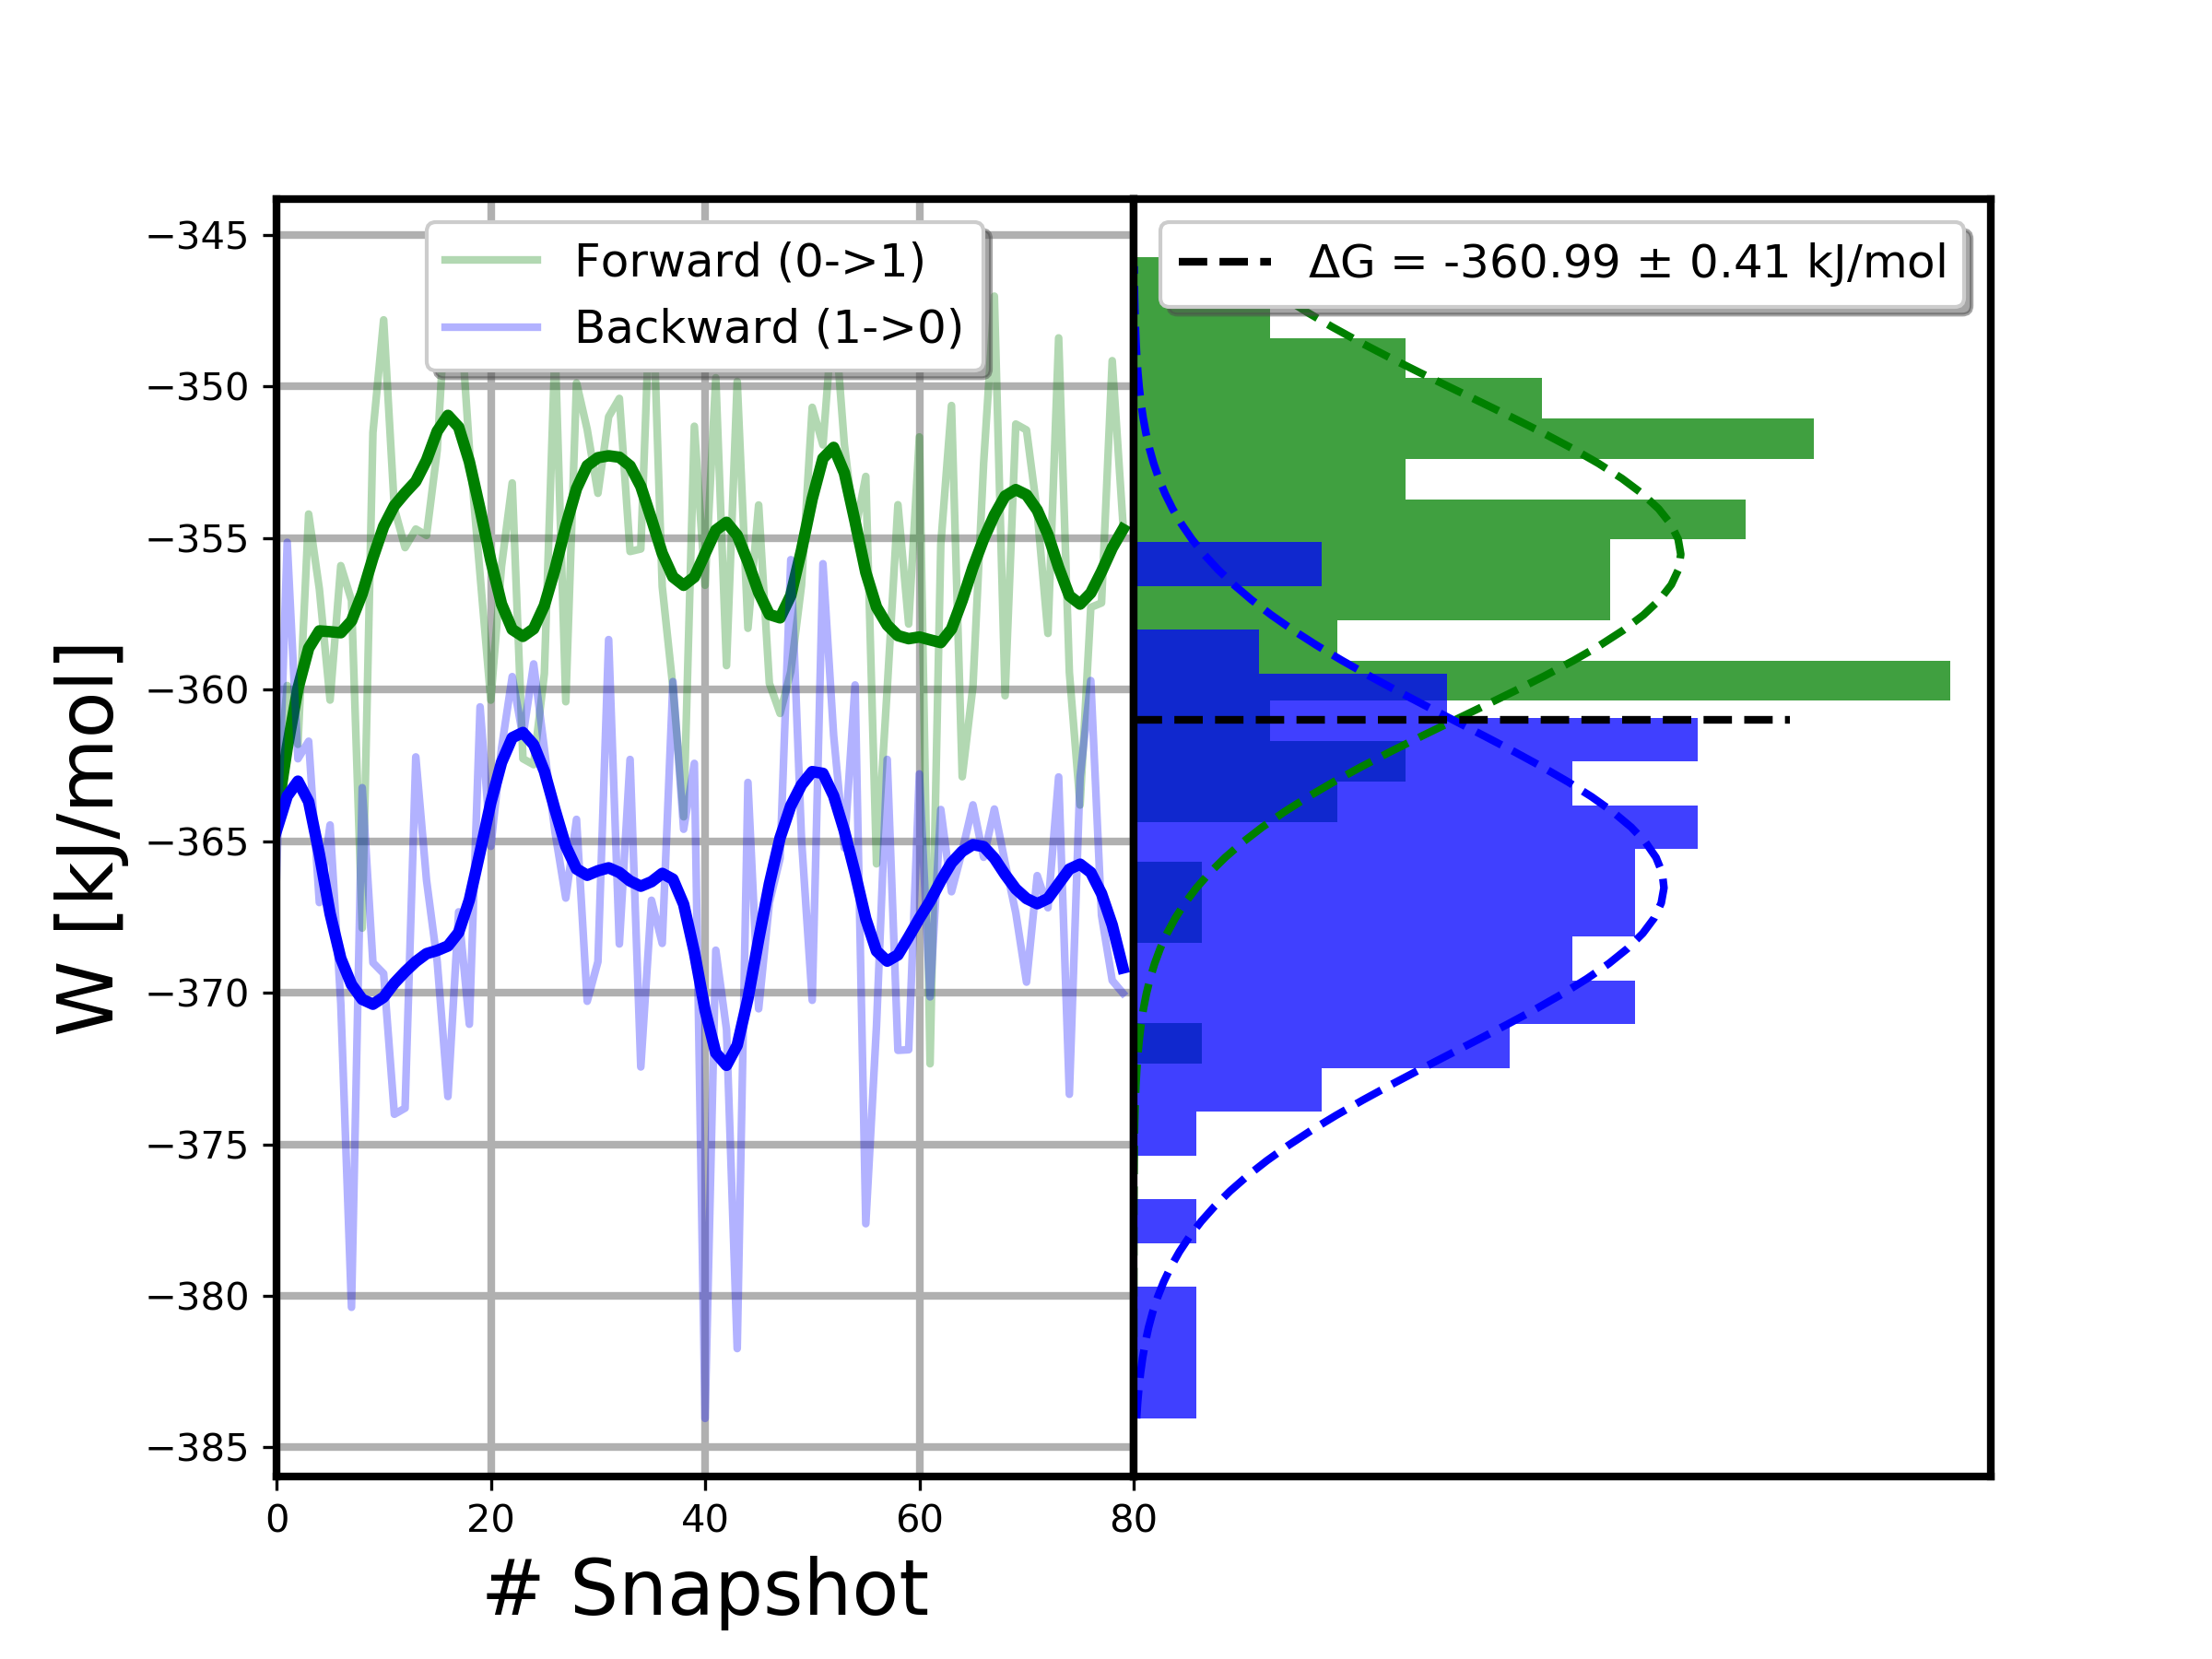 Forward (0->1)
Backward (1->0)
ΔG = -360.99 ± 0.41 kJ/mol
W [kJ/mol]
−345
−350
−355
−360
−365
−370
−375
−380
−385
0 20 40 60 80
# Snapshot